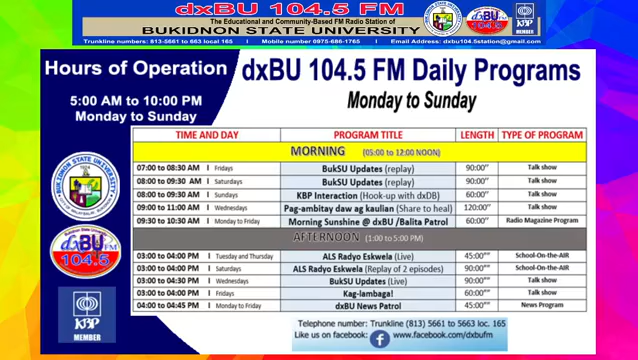 dxBU 104.5 FM
The Educational and Community-Based FM Radio Station of
BUKIDNON STATE UNIVERSITY
Trunkline numbers: 813-5661 to 663 local 165 I Mobile number 0975-686-1765 I Email Address: dxbu104.5station@gmail.com
KBP
MEMBER
Hours of Operation
5:00 AM to 10:00 PM
Monday to Sunday
BUKIDNON STATE UNIVERSITY
dxBU
104.5
KBP
MEMBER
dxBU 104.5 FM Daily Programs
Monday to Sunday
TIME AND DAY PROGRAM TITLE LENGTH TYPE OF PROGRAM
MORNING (05:00 to 12:00 NOON)
07:00 to 08:30 AM I Fridays BukSU Updates (replay) 90:00" Talk show
08:00 to 09:30 AM I Saturdays BukSU Updates (replay) 90:00" Talk show
08:00 to 09:30 AM I Saturdays KBP Interaction (Hook-up with dxDB) 60:00" Talk show
09:00 to 11:00 AM I Wednesdays Pag-ambitay daw ag kaulian (Share to heal) 120:00" Talk show
09:30 to 10:30 AM I Monday to Friday Morning Sunshine @ dxBU /Balita Patrol 60:00" Radio Magazine Program
AFTERNOON (1:00 to 5:00 PM)
03:00 to 04:00 PM I Tuesday and Thursday ALS Radyo Eskwela (Live) 45:00"" School-On-the-AIR
03:00 to 04:00 PM I Saturdays ALS Radyo Eskwela (Replay of 2 episodes) 90:00"" School-On-the-AIR
03:00 to 04:30 PM I Wednesdays BukSU Updates (Live) 90:00"" Talk show
03:00 to 04:00 PM I Fridays Kag-lambaga! 60:00"" Talk show
04:00 to 04:45 PM I Monday to Friday dxBU News Patrol 45:00"" News Program
Telephone number: Trunkline (813) 5661 to 5663 loc. 165
Like us on facebook: f www.facebook.com/dxbufm